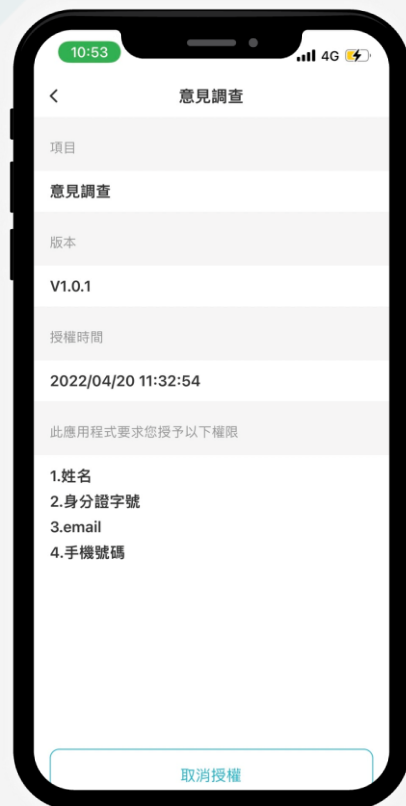 10:53
4G
意見調查
項目
意見調查
版本
V1.0.1
授權時間
2022/04/20 11:32:54
此應用程式要求您授予以下權限
1.姓名
2.身分證字號
3.email
4.手機號碼
取消授權